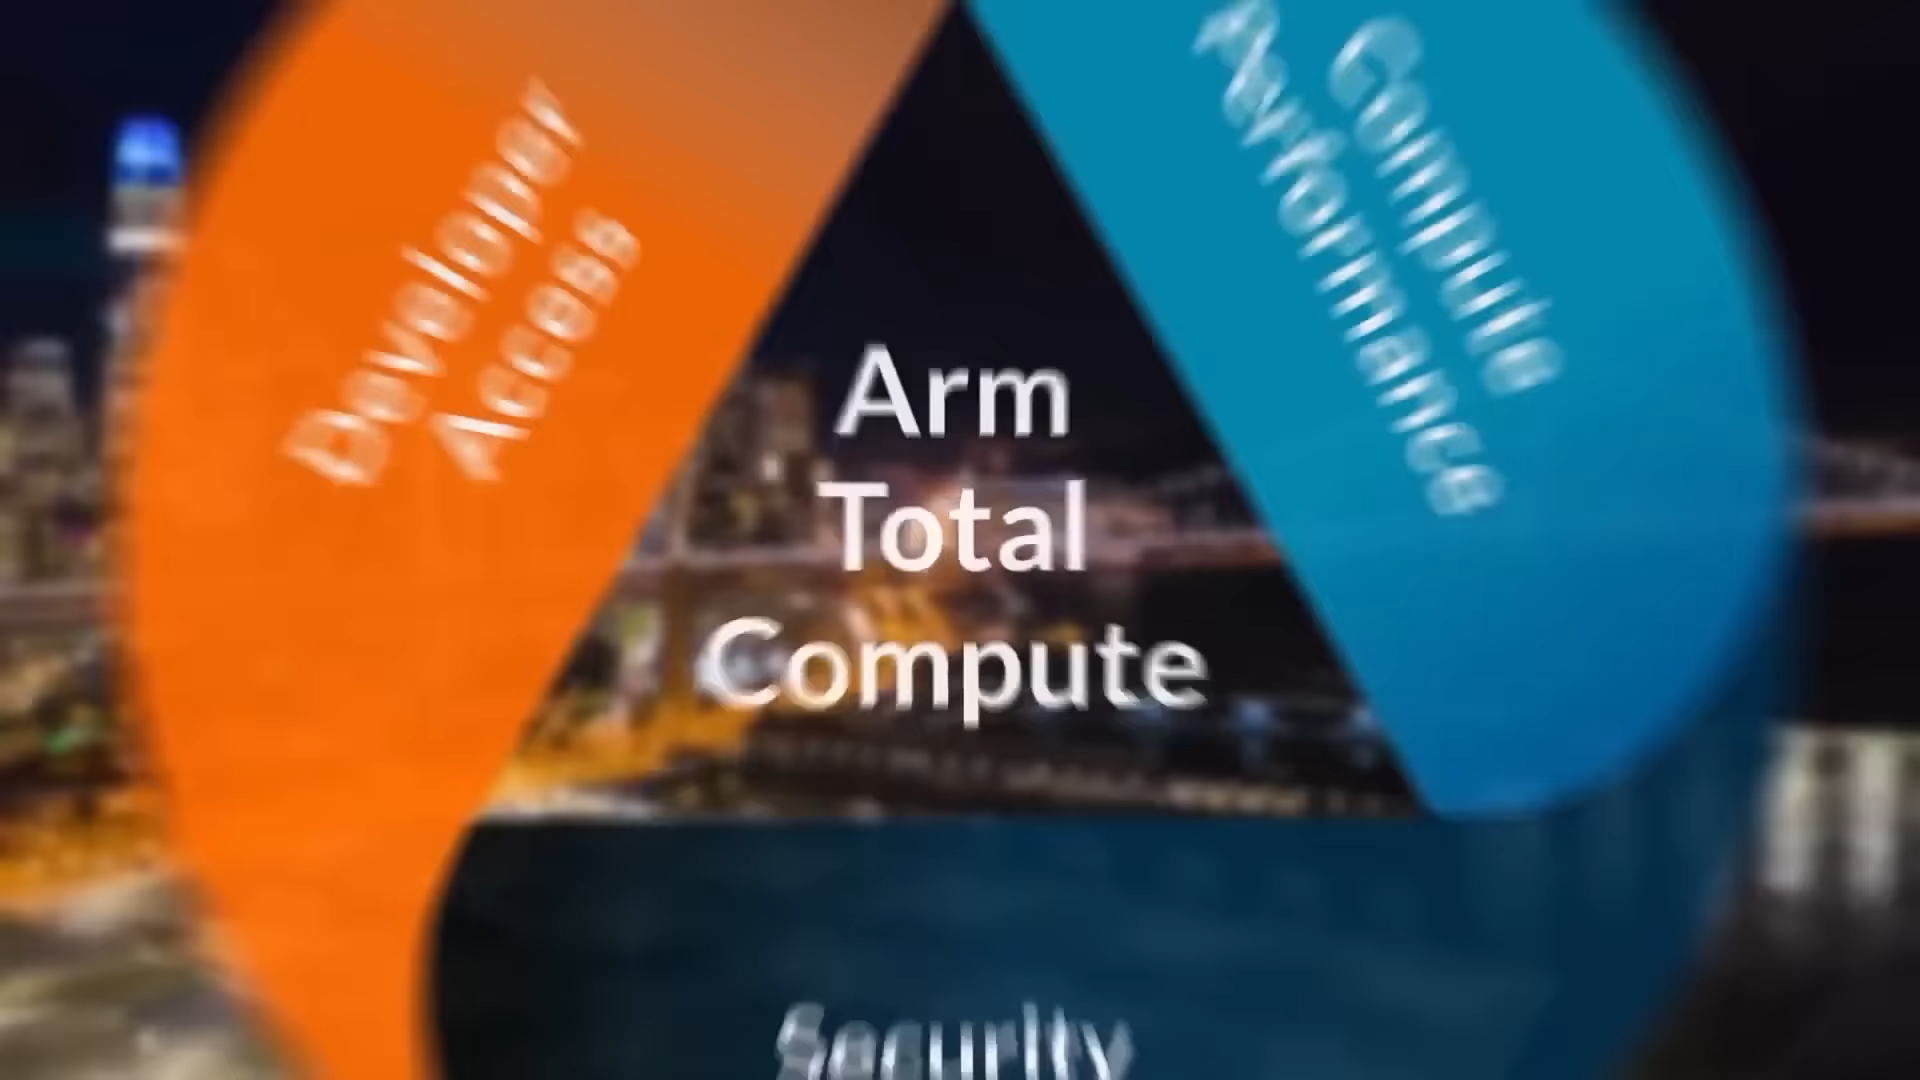 Developer
Access
Compute
Performance
Arm
Total
Compute
Security